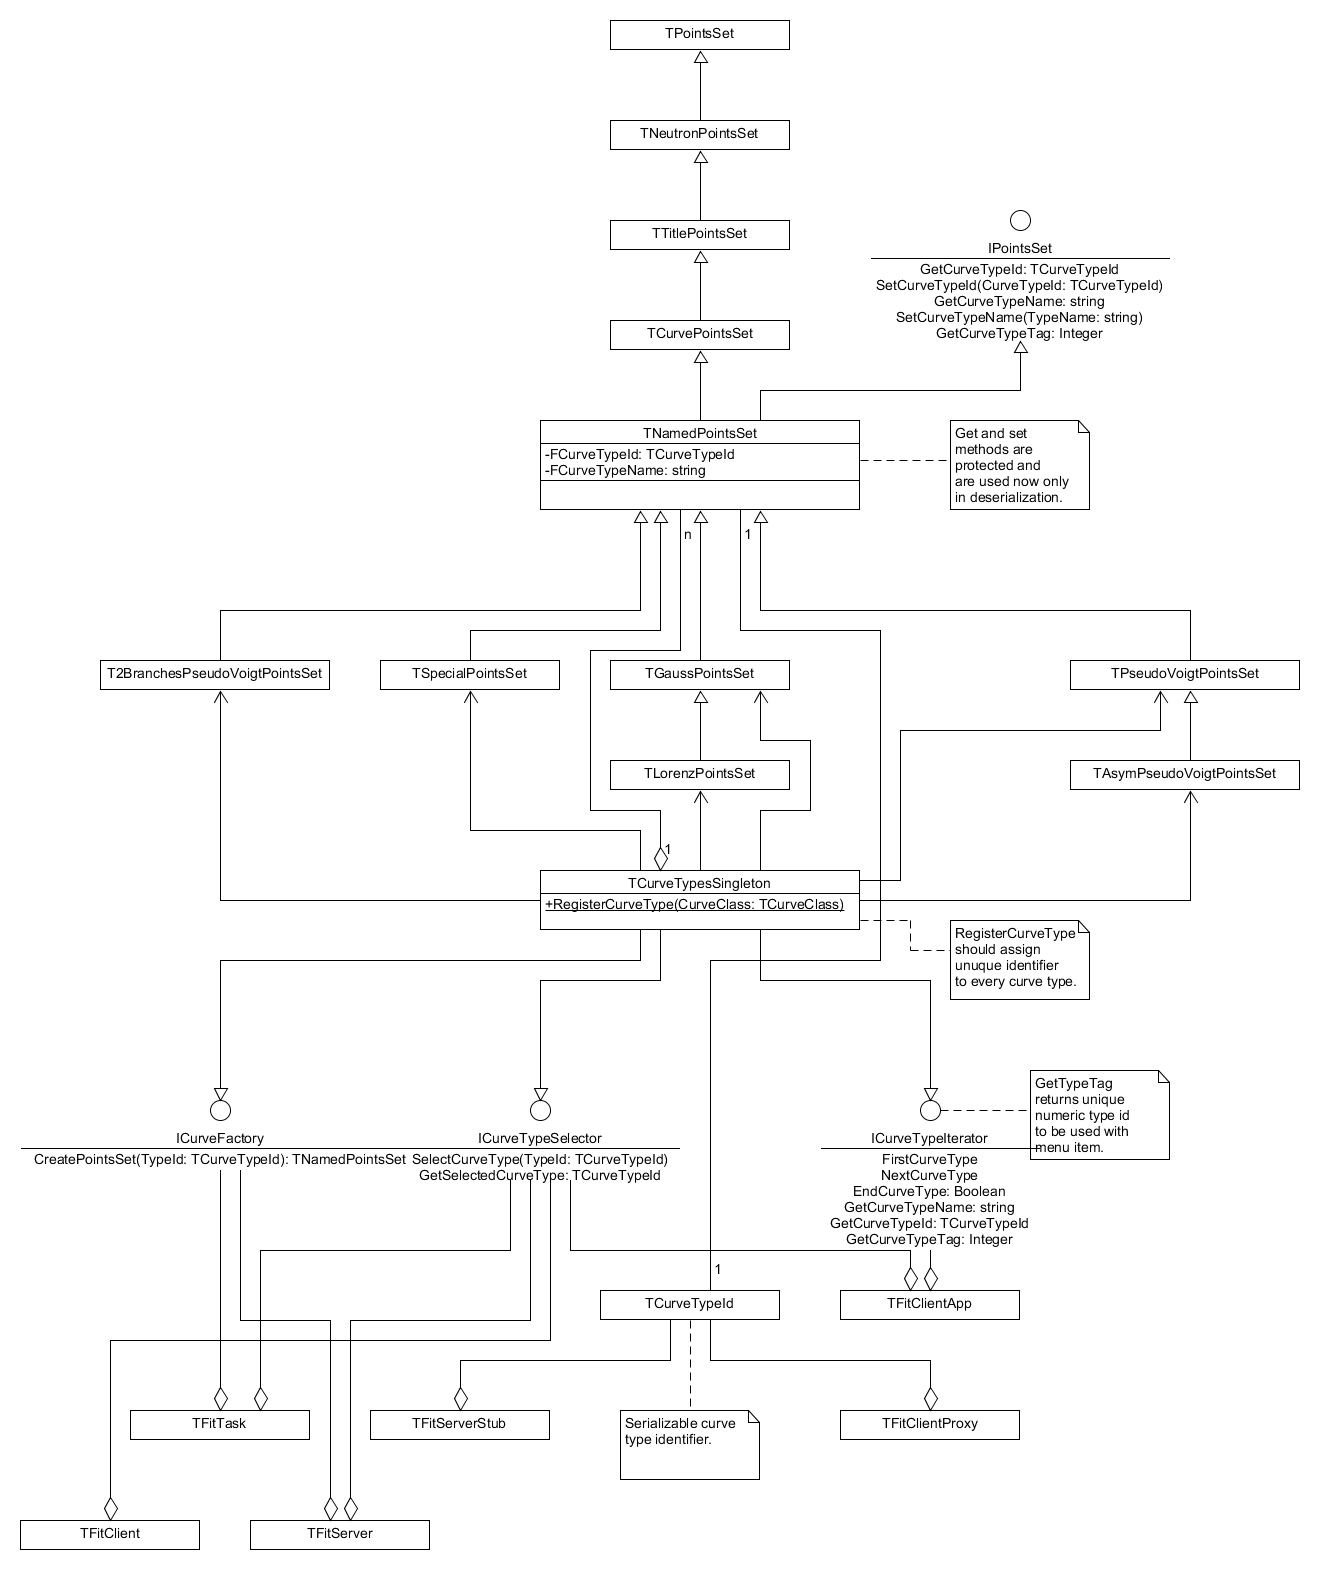 TPointsSet
TNeutronPointsSet
TTitlePointsSet
IPointsSet
GetCurveTypeId: TCurveTypeId
SetCurveTypeId(CurveTypeId: TCurveTypeId)
GetCurveTypeName: string
SetCurveTypeName(TypeName: string)
GetCurveTypeTag: Integer
TCurvePointsSet
TNamedPointsSet
-FCurveTypeId: TCurveTypeId
-FCurveTypeName: string
Get and set
methods are
protected and
are used now only
in deserialization.
n
1
T2BranchesPseudoVoigtPointsSet
TSpecialPointsSet
TGaussPointsSet
TPseudoVoigtPointsSet
TLorenzPointsSet
TAsymPseudoVoigtPointsSet
1
TCurveTypesSingleton
+RegisterCurveType(CurveClass: TCurveClass)
RegisterCurveType
should assign
unuque identifier
to every curve type.
GetTypeTag
returns unique
numeric type id
to be used with
menu item.
ICurveFactory
CreatePointsSet(TypeId: TCurveTypeId): TNamedPointsSet
ICurveTypeSelector
SelectCurveType(TypeId: TCurveTypeId)
GetSelectedCurveType: TCurveTypeId
ICurveTypeIterator
FirstCurveType
NextCurveType
EndCurveType: Boolean
GetCurveTypeName: string
GetCurveTypeId: TCurveTypeId
GetCurveTypeTag: Integer
1
TCurveTypeId
TFitClientApp
TFitTask
TFitServerStub
Serializable curve
type identifier.
TFitClientProxy
TFitClient
TFitServer